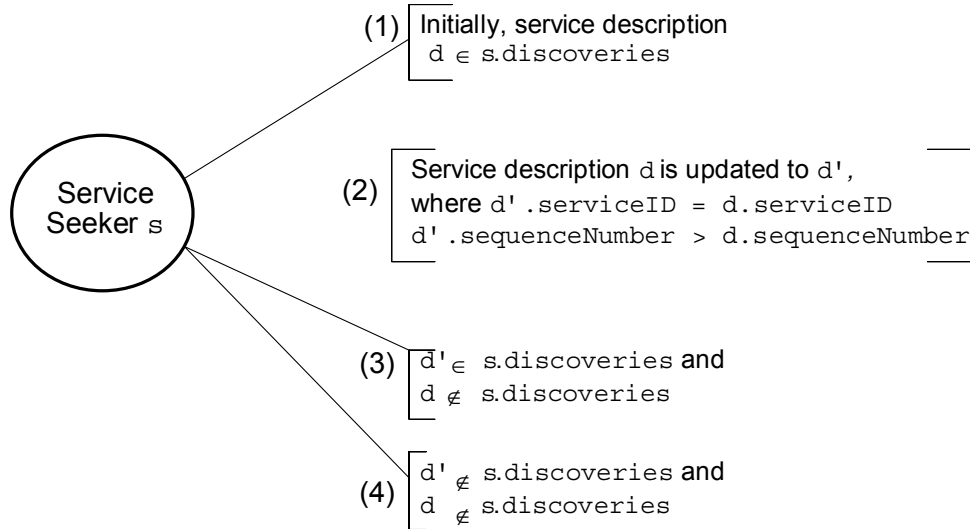 (1)
Initially, service description
d ∈ s.discoveries
Service
Seeker s
(2)
Service description d is updated to d',
where d'.serviceID = d.serviceID
d'.sequenceNumber > d.sequenceNumber
(3)
d' ∈ s.discoveries and
d ∉ s.discoveries
(4)
d' ∉ s.discoveries and
d ∉ s.discoveries